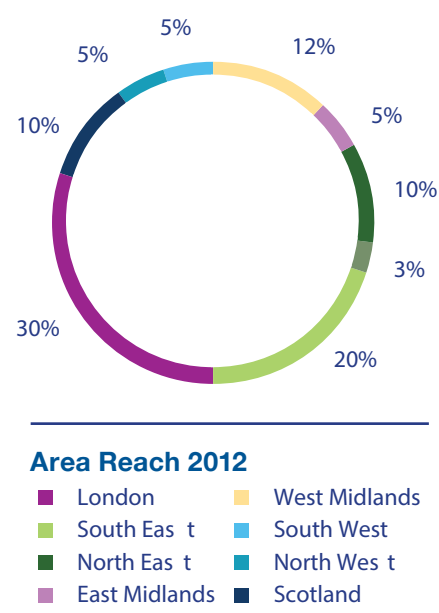 5%
12%
5%
5%
10%
10%
3%
30%
20%
Area Reach 2012
London
West Midlands
South Eas t
South West
North Eas t
North Wes t
East Midlands
Scotland